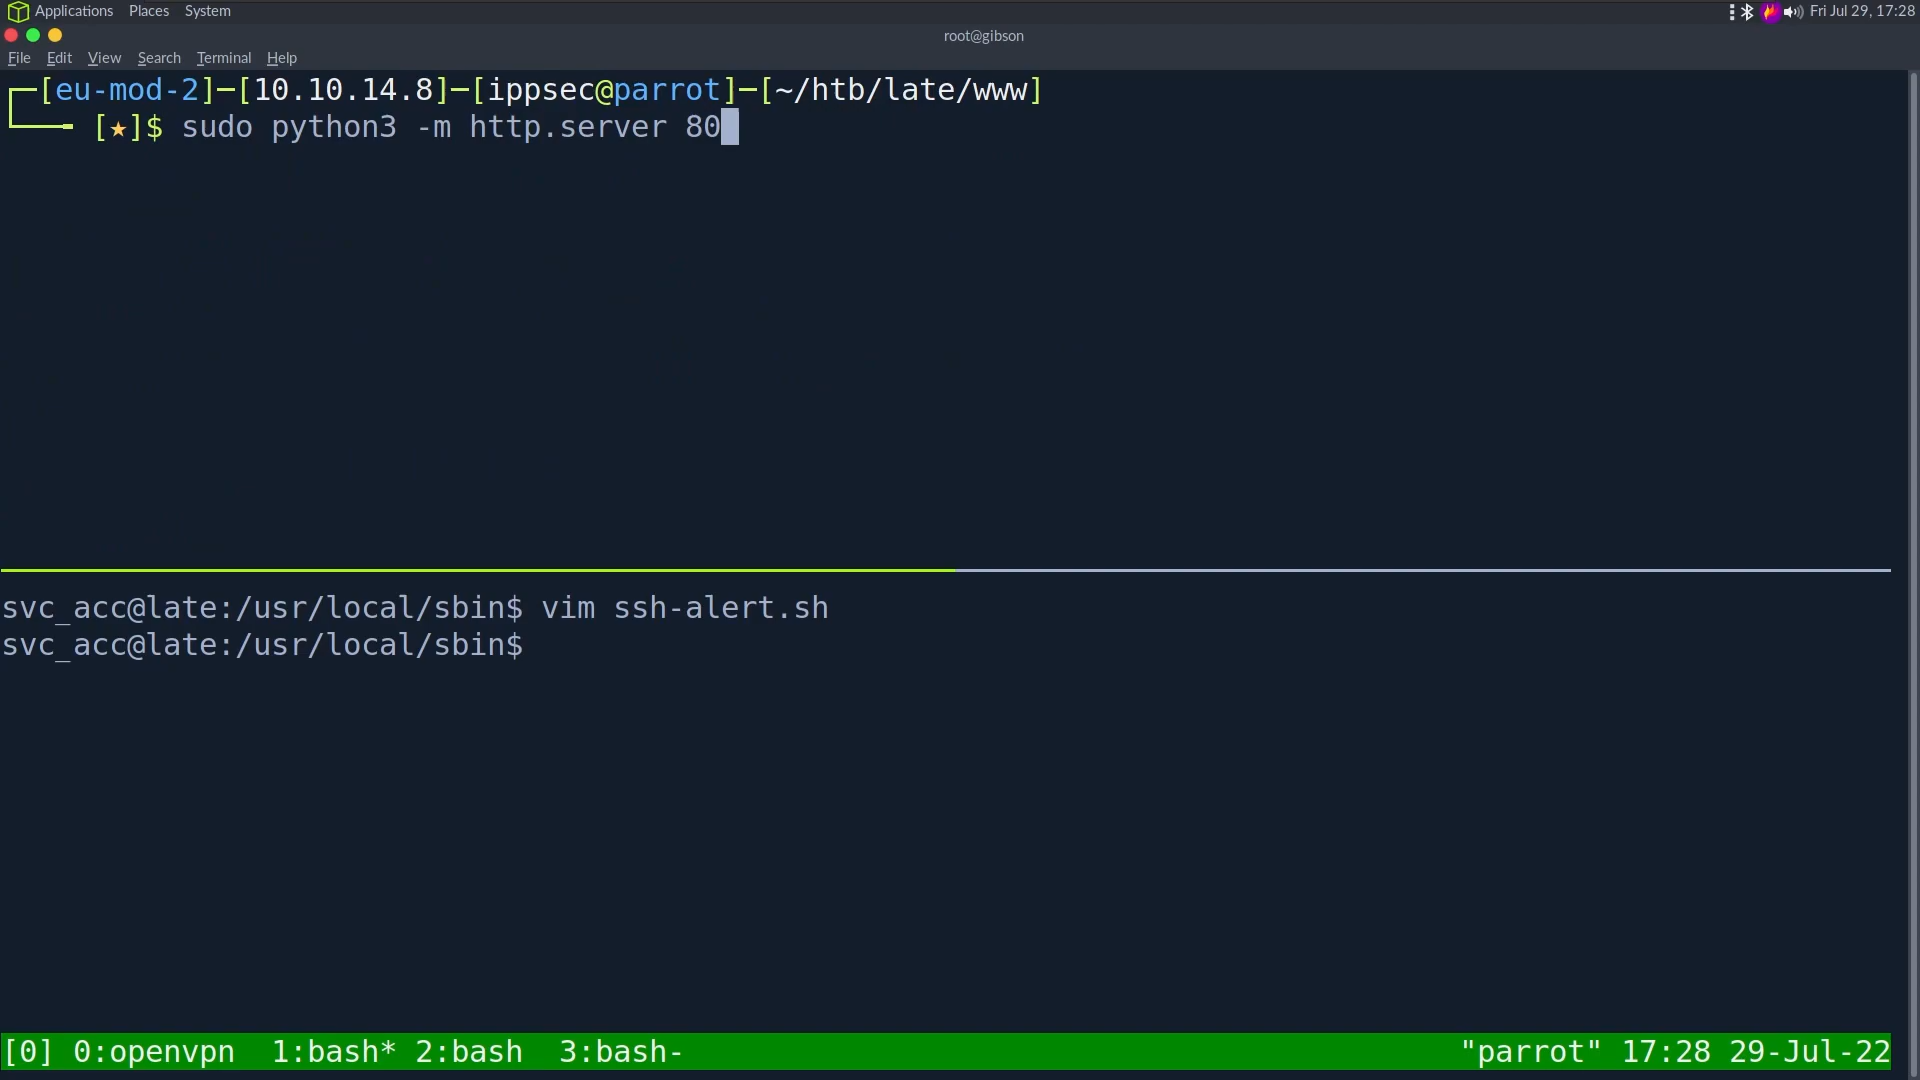 Applications Places System Fri Jul 29, 17:28
root@gibson
File Edit View Search Terminal Help
[eu-mod-2]─[10.10.14.8]─[ippsec@parrot]─[~/htb/late/www]
[★]$ sudo python3 -m http.server 80
svc_acc@late:/usr/local/sbin$ vim ssh-alert.sh
svc_acc@late:/usr/local/sbin$
[0] 0:openvpn  1:bash* 2:bash  3:bash- "parrot" 17:28 29-Jul-22